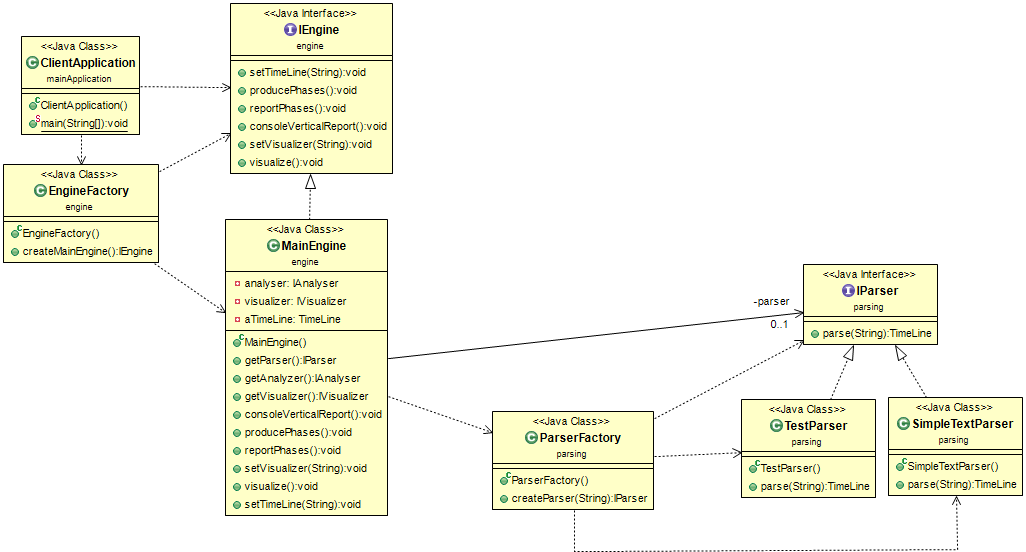 <<Java Interface>>
IEngine
engine
setTimeLine(String):void
producePhases():void
reportPhases():void
consoleVerticalReport():void
setVisualizer(String):void
visualize():void
<<Java Class>>
ClientApplication
mainApplication
ClientApplication()
main(String[]):void
<<Java Class>>
EngineFactory
engine
EngineFactory()
createMainEngine():IEngine
<<Java Class>>
MainEngine
engine
analyser: IAnalyser
visualizer: IVisualizer
aTimeLine: TimeLine
MainEngine()
getParser():IParser
getAnalyzer():IAnalyser
getVisualizer():IVisualizer
consoleVerticalReport():void
producePhases():void
reportPhases():void
setVisualizer(String):void
visualize():void
setTimeLine(String):void
-parser
0..1
<<Java Interface>>
IParser
parsing
parse(String):TimeLine
<<Java Class>>
ParserFactory
parsing
ParserFactory()
createParser(String):IParser
<<Java Class>>
TestParser
parsing
TestParser()
parse(String):TimeLine
<<Java Class>>
SimpleTextParser
parsing
SimpleTextParser()
parse(String):TimeLine